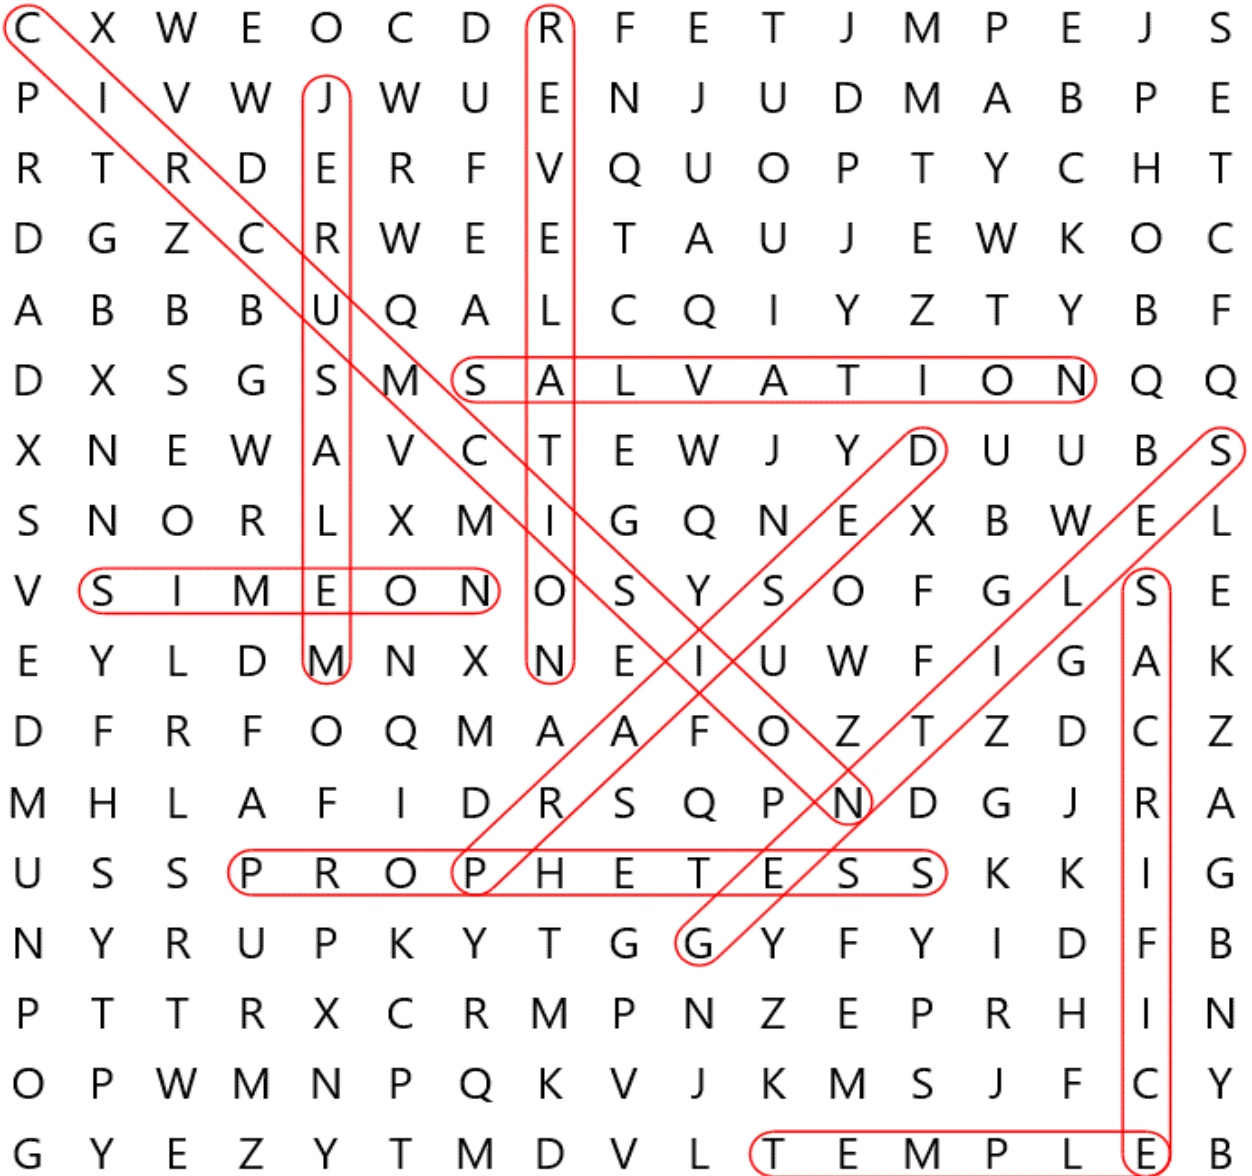 C X W E O C D R F E T J M P E J S
P I V W J W U E N J U D M A B P E
R T R D E R F V Q U O P T Y C H T
D G Z C R W E E T A U J E W K O C
A B B B U Q A L C Q I Y Z T Y B F
D X S G S M S A L V A T I O N Q Q
X N E W A V C T E W J Y D U U B S
S N O R L X M I G Q N E X B W E L
V S I M E O N O S Y S O F G L S E
E Y L D M N X N E I U W F I G A K
D F R F O Q M A A F O Z T Z D C Z
M H L A F I D R S Q P N D G J R A
U S S P R O P H E T E S S K K I G
N Y R U P K Y T G G Y F Y I D F B
P T T R X C R M P N Z E P R H I N
O P W M N P Q K V J K M S J F C Y
G Y E Z Y T M D V L T E M P L E B